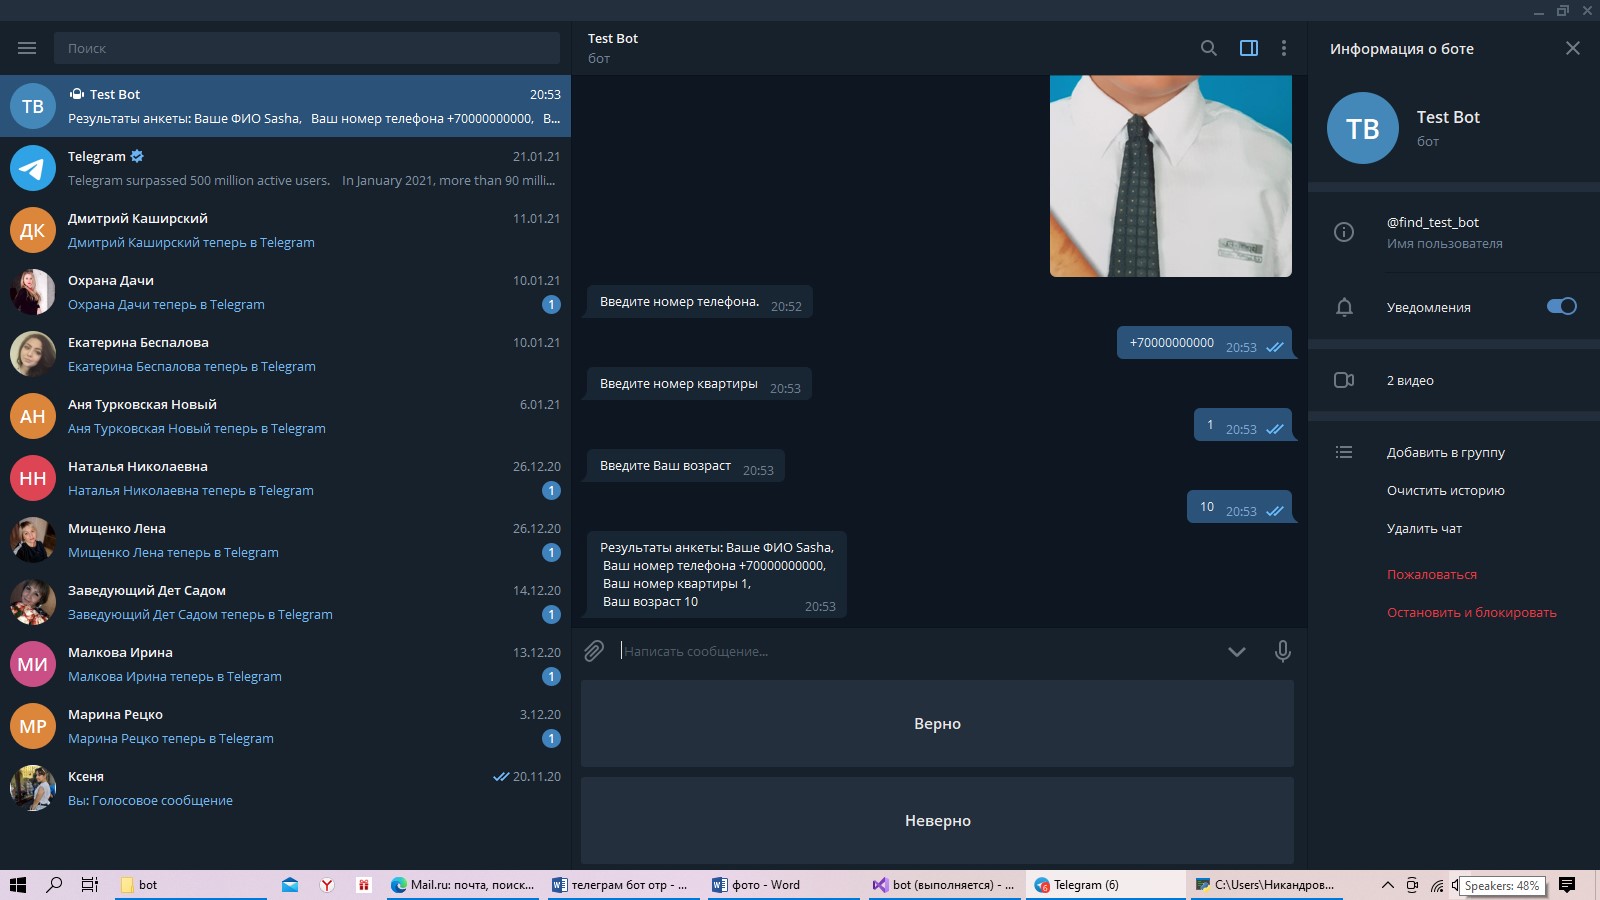 Поиск
TB
Test Bot
20:53
Результаты анкеты: Ваше ФИО Sasha, Ваш номер телефона +70000000000, В...
Telegram
21.01.21
Telegram surpassed 500 million active users. In January 2021, more than 90 milli...
ДК
Дмитрий Каширский
11.01.21
Дмитрий Каширский теперь в Telegram
Охрана Дачи
10.01.21
Охрана Дачи теперь в Telegram
1
Екатерина Беспалова
10.01.21
Екатерина Беспалова теперь в Telegram
АН
Аня Турковская Новый
6.01.21
Аня Турковская Новый теперь в Telegram
НН
Наталья Николаевна
26.12.20
Наталья Николаевна теперь в Telegram
1
Мищенко Лена
26.12.20
Мищенко Лена теперь в Telegram
1
Заведующий Дет Садом
14.12.20
Заведующий Дет Садом теперь в Telegram
1
МИ
Малкова Ирина
13.12.20
Малкова Ирина теперь в Telegram
1
МР
Марина Рецко
3.12.20
Марина Рецко теперь в Telegram
1
Ксеня
20.11.20
Вы: Голосовое сообщение
Test Bot
бот
Введите номер телефона. 20:52
+70000000000 20:53
Введите номер квартиры 20:53
1 20:53
Введите Ваш возраст 20:53
10 20:53
Результаты анкеты: Ваше ФИО Sasha,
Ваш номер телефона +70000000000,
Ваш номер квартиры 1,
Ваш возраст 10 20:53
Написать сообщение...
Верно
Неверно
Информация о боте
TB
Test Bot
бот
@find_test_bot
Имя пользователя
Уведомления
2 видео
Добавить в группу
Очистить историю
Удалить чат
Пожаловаться
Остановить и блокировать
bot
Mail.ru: почта, поиск...
телеграм бот отр - ...
фото - Word
bot (выполняется) - ...
Telegram (6)
C:\Users\Никандров...
Speakers: 48%